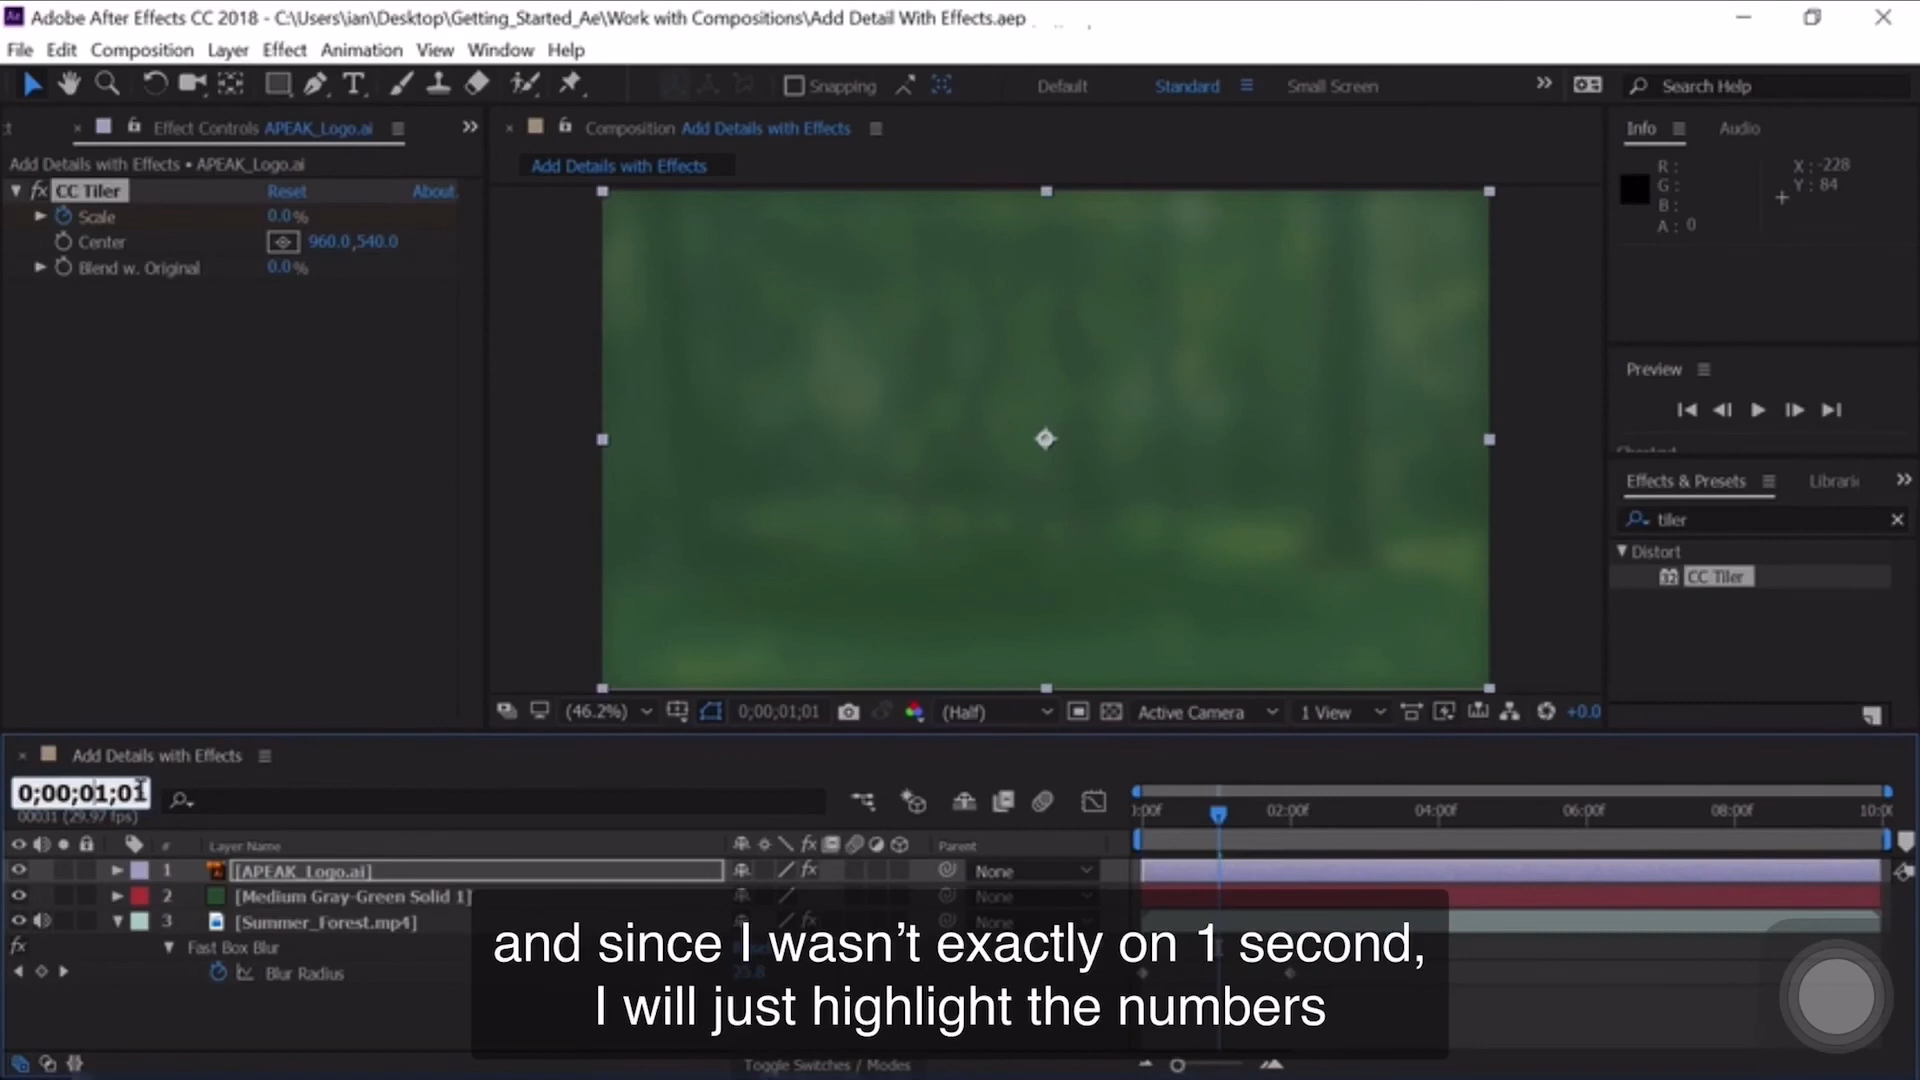 Adobe After Effects CC 2018 - C:\Users\ian\Desktop\Getting_Started_Ae\Work with Compositions\Add Detail With Effects.aep
File Edit Composition Layer Effect Animation View Window Help
Snapping Default Standard Small Screen Search Help
Effect Controls APEAK_Logo.ai
Composition Add Details with Effects
Info Audio
Add Details with Effects • APEAK_Logo.ai
Add Details with Effects
R: X: -228
G: Y: 84
B:
A: 0
fx CC Tiler Reset About.
Scale 0.0%
Center 960.0,540.0
Blend w. Original 0.0%
Preview
Effects & Presets
tiler
Distort
CC Tiler
(46.2%) 0;00;01;01 (Half) Active Camera 1 View +0.0
Add Details with Effects
0;00;01;01
00031 (29.97 fps)
02:00f 04:00f 06:00f 08:00f
# Layer Name Parent
1 [APEAK_Logo.ai] None
2 [Medium Gray-Green Solid 1] None
3 [Summer_Forest.mp4] None
fx Fast Box Blur
Blur Radius 25.8
and since I wasn’t exactly on 1 second,
I will just highlight the numbers
Toggle Switches / Modes